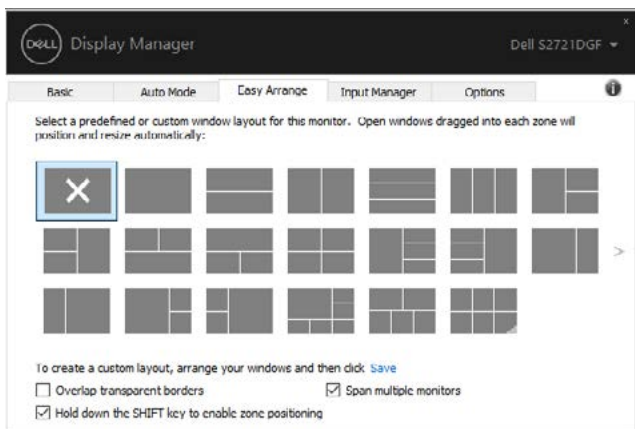 x
DELL Display Manager
Dell S2721DGF
Basic Auto Mode Easy Arrange Input Manager Options
Select a predefined or custom window layout for this monitor. Open windows dragged into each zone will
position and resize automatically:
>
To create a custom layout, arrange your windows and then click Save
Overlap transparent borders
Span multiple monitors
Hold down the SHIFT key to enable zone positioning